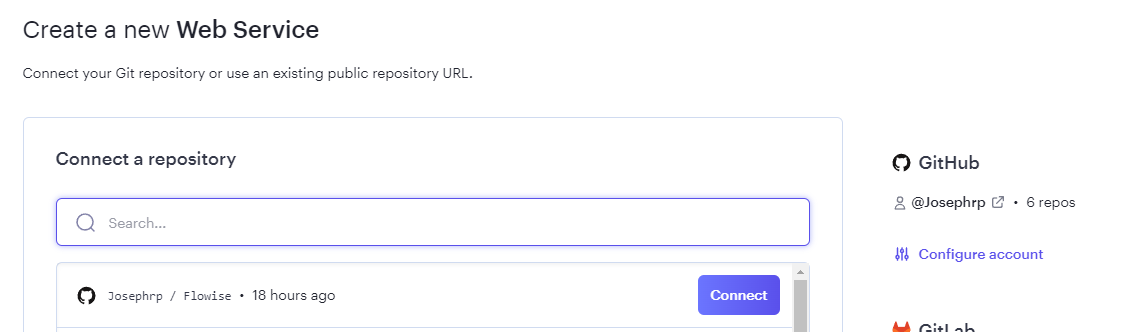 Create a new Web Service
Connect your Git repository or use an existing public repository URL.
Connect a repository
Search...
Josephrp / Flowise • 18 hours ago
Connect
GitHub
@Josephrp • 6 repos
Configure account
GitLab